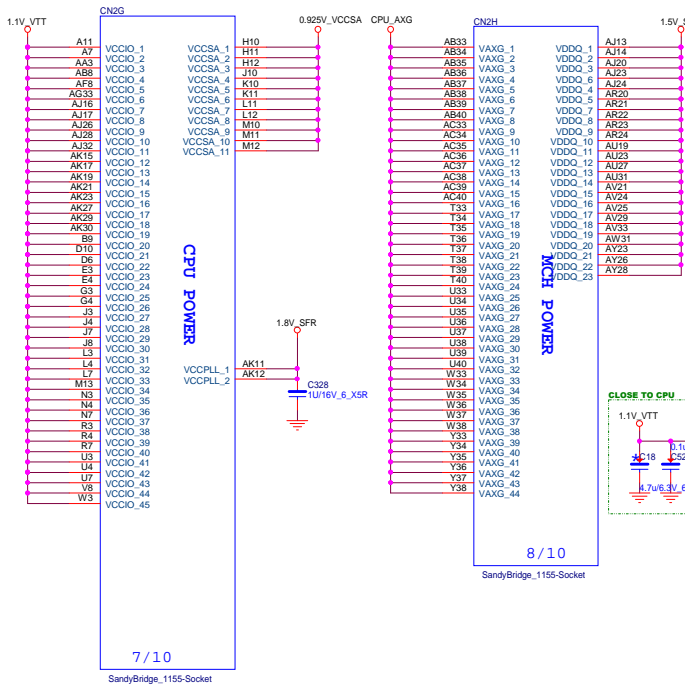 CN2G
1.1V_VTT
0.925V_VCCSA
A11 VCCIO_1 VCCSA_1 H10
A7 VCCIO_2 VCCSA_2 H11
AA3 VCCIO_3 VCCSA_3 H12
AB8 VCCIO_4 VCCSA_4 J10
AF8 VCCIO_5 VCCSA_5 K10
AG33 VCCIO_6 VCCSA_6 K11
AJ16 VCCIO_7 VCCSA_7 L11
AJ17 VCCIO_8 VCCSA_8 L12
AJ26 VCCIO_9 VCCSA_9 M10
AJ28 VCCIO_10 VCCSA_10 M11
AJ32 VCCIO_11 VCCSA_11 M12
AK15 VCCIO_12
AK17 VCCIO_13
AK19 VCCIO_14
AK21 VCCIO_15
AK23 VCCIO_16
AK27 VCCIO_17
AK29 VCCIO_18
AK30 VCCIO_19
B9 VCCIO_20
D10 VCCIO_21
D6 VCCIO_22
E3 VCCIO_23
E4 VCCIO_24
G3 VCCIO_25
G4 VCCIO_26
J3 VCCIO_27
J4 VCCIO_28
J7 VCCIO_29
J8 VCCIO_30
L3 VCCIO_31
L4 VCCIO_32
L7 VCCIO_33
M13 VCCIO_34
N3 VCCIO_35
N4 VCCIO_36
N7 VCCIO_37
R3 VCCIO_38
R4 VCCIO_39
R7 VCCIO_40
U3 VCCIO_41
U4 VCCIO_42
U7 VCCIO_43
V8 VCCIO_44
W3 VCCIO_45
CPU POWER
1.8V_SFR
VCCPLL_1 AK11
VCCPLL_2 AK12
C328
1U/16V_6_X5R
7/10
SandyBridge_1155-Socket
CN2H
CPU_AXG
AB33 VAXG_1 VDDQ_1 AJ13
AB34 VAXG_2 VDDQ_2 AJ14
AB35 VAXG_3 VDDQ_3 AJ20
AB36 VAXG_4 VDDQ_4 AJ23
AB37 VAXG_5 VDDQ_5 AJ24
AB38 VAXG_6 VDDQ_6 AR20
AB39 VAXG_7 VDDQ_7 AR21
AB40 VAXG_8 VDDQ_8 AR22
AC33 VAXG_9 VDDQ_9 AR23
AC34 VAXG_10 VDDQ_10 AR24
AC35 VAXG_11 VDDQ_11 AU19
AC36 VAXG_12 VDDQ_12 AU23
AC37 VAXG_13 VDDQ_13 AU27
AC38 VAXG_14 VDDQ_14 AU31
AC39 VAXG_15 VDDQ_15 AV21
AC40 VAXG_16 VDDQ_16 AV24
T33 VAXG_17 VDDQ_17 AV25
T34 VAXG_18 VDDQ_18 AV29
T35 VAXG_19 VDDQ_19 AV33
T36 VAXG_20 VDDQ_20 AW31
T37 VAXG_21 VDDQ_21 AY23
T38 VAXG_22 VDDQ_22 AY26
T39 VAXG_23 VDDQ_23 AY28
T40 VAXG_24
U33 VAXG_25
U34 VAXG_26
U35 VAXG_27
U36 VAXG_28
U37 VAXG_29
U38 VAXG_30
U39 VAXG_31
U40 VAXG_32
W33 VAXG_33
W34 VAXG_34
W35 VAXG_35
W36 VAXG_36
W37 VAXG_37
W38 VAXG_38
Y33 VAXG_39
Y34 VAXG_40
Y35 VAXG_41
Y36 VAXG_42
Y37 VAXG_43
Y38 VAXG_44
MCH POWER
8/10
SandyBridge_1155-Socket
CLOSE TO CPU
1.1V_VTT
*C18
4.7u/6.3V_6